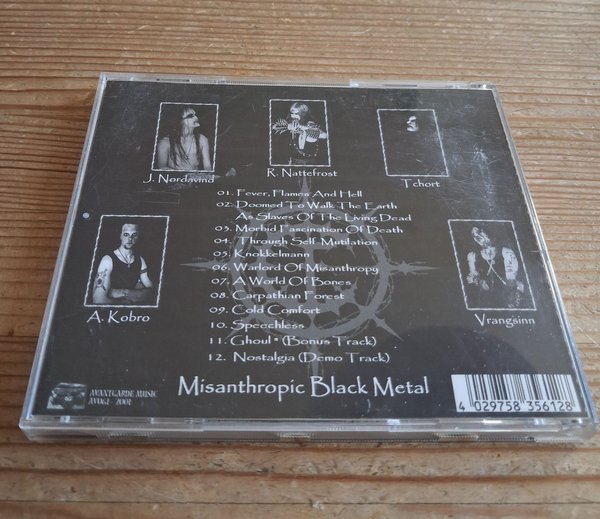 J. Nordavind
R. Nattefrost
Tchort
01. Fever, Flames And Hell
02. Doomed To Walk The Earth
As Slaves Of The Living Dead
03. Morbid Fascination Of Death
04. Through Self-Mutilation
05. Knokkelmann
06. Warlord Of Misanthropy
07. A World Of Bones
08. Carpathian Forest
09. Cold Comfort
10. Speechless
11. Ghoul * (Bonus Track)
12. Nostalgia (Demo Track)
A. Kobro
Vrangsinn
Misanthropic Black Metal
AVANTGARDE MUSIC
2001
4 029758 356128